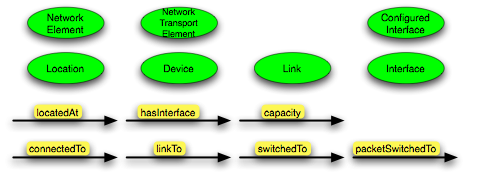 Network
Element
Network
Transport
Element
Configured
Interface
Location
Device
Link
Interface
locatedAt
hasInterface
capacity
connectedTo
linkTo
switchedTo
packetSwitchedTo